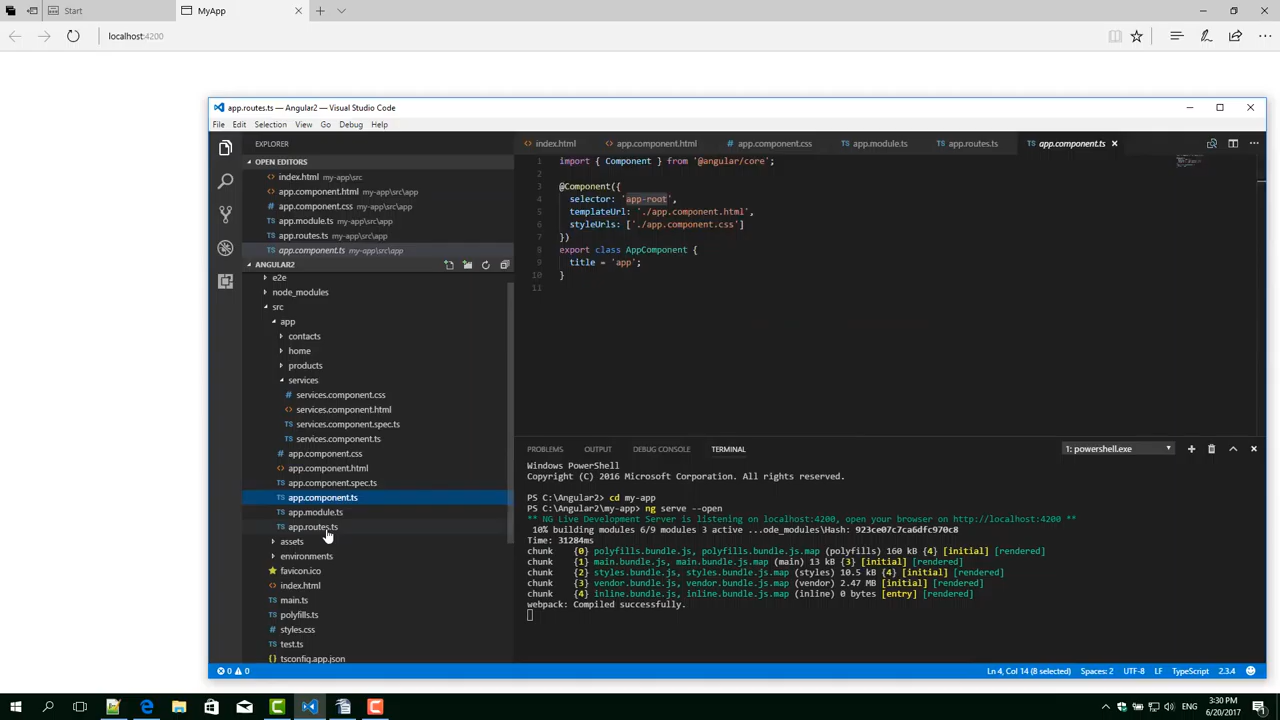 Start
MyApp
localhost:4200
app.routes.ts — Angular2 — Visual Studio Code
File Edit Selection View Go Debug Help
EXPLORER
OPEN EDITORS
index.html my-app\src
app.component.html my-app\src\app
app.component.css my-app\src\app
app.module.ts my-app\src\app
app.routes.ts my-app\src\app
app.component.ts my-app\src\app
ANGULAR2
e2e
node_modules
src
app
contacts
home
products
services
services.component.css
services.component.html
services.component.spec.ts
services.component.ts
app.component.css
app.component.html
app.component.spec.ts
app.component.ts
app.module.ts
app.routes.ts
assets
environments
favicon.ico
index.html
main.ts
polyfills.ts
styles.css
test.ts
tsconfig.app.json
index.html app.component.html app.component.css app.module.ts app.routes.ts app.component.ts
1 import { Component } from '@angular/core';
2
3 @Component({
4 selector: 'app-root',
5 templateUrl: './app.component.html',
6 styleUrls: ['./app.component.css']
7 })
8 export class AppComponent {
9 title = 'app';
10 }
11
PROBLEMS OUTPUT DEBUG CONSOLE TERMINAL 1: powershell.exe
Windows PowerShell
Copyright (C) 2016 Microsoft Corporation. All rights reserved.
PS C:\Angular2> cd my-app
PS C:\Angular2\my-app> ng serve --open
** NG Live Development Server is listening on localhost:4200, open your browser on http://localhost:4200 **
10% building modules 6/9 modules 3 active ...ode_modules\Hash: 923ce07c7ca6dfc970c8
Time: 31284ms
chunk {0} polyfills.bundle.js, polyfills.bundle.js.map (polyfills) 160 kB {4} [initial] [rendered]
chunk {1} main.bundle.js, main.bundle.js.map (main) 13 kB {3} [initial] [rendered]
chunk {2} styles.bundle.js, styles.bundle.js.map (styles) 10.5 kB {4} [initial] [rendered]
chunk {3} vendor.bundle.js, vendor.bundle.js.map (vendor) 2.47 MB [initial] [rendered]
chunk {4} inline.bundle.js, inline.bundle.js.map (inline) 0 bytes [entry] [rendered]
webpack: Compiled successfully.
0 0 Ln 4, Col 14 (8 selected) Spaces: 2 UTF-8 LF TypeScript 2.3.4
ENG
3:30 PM
6/20/2017